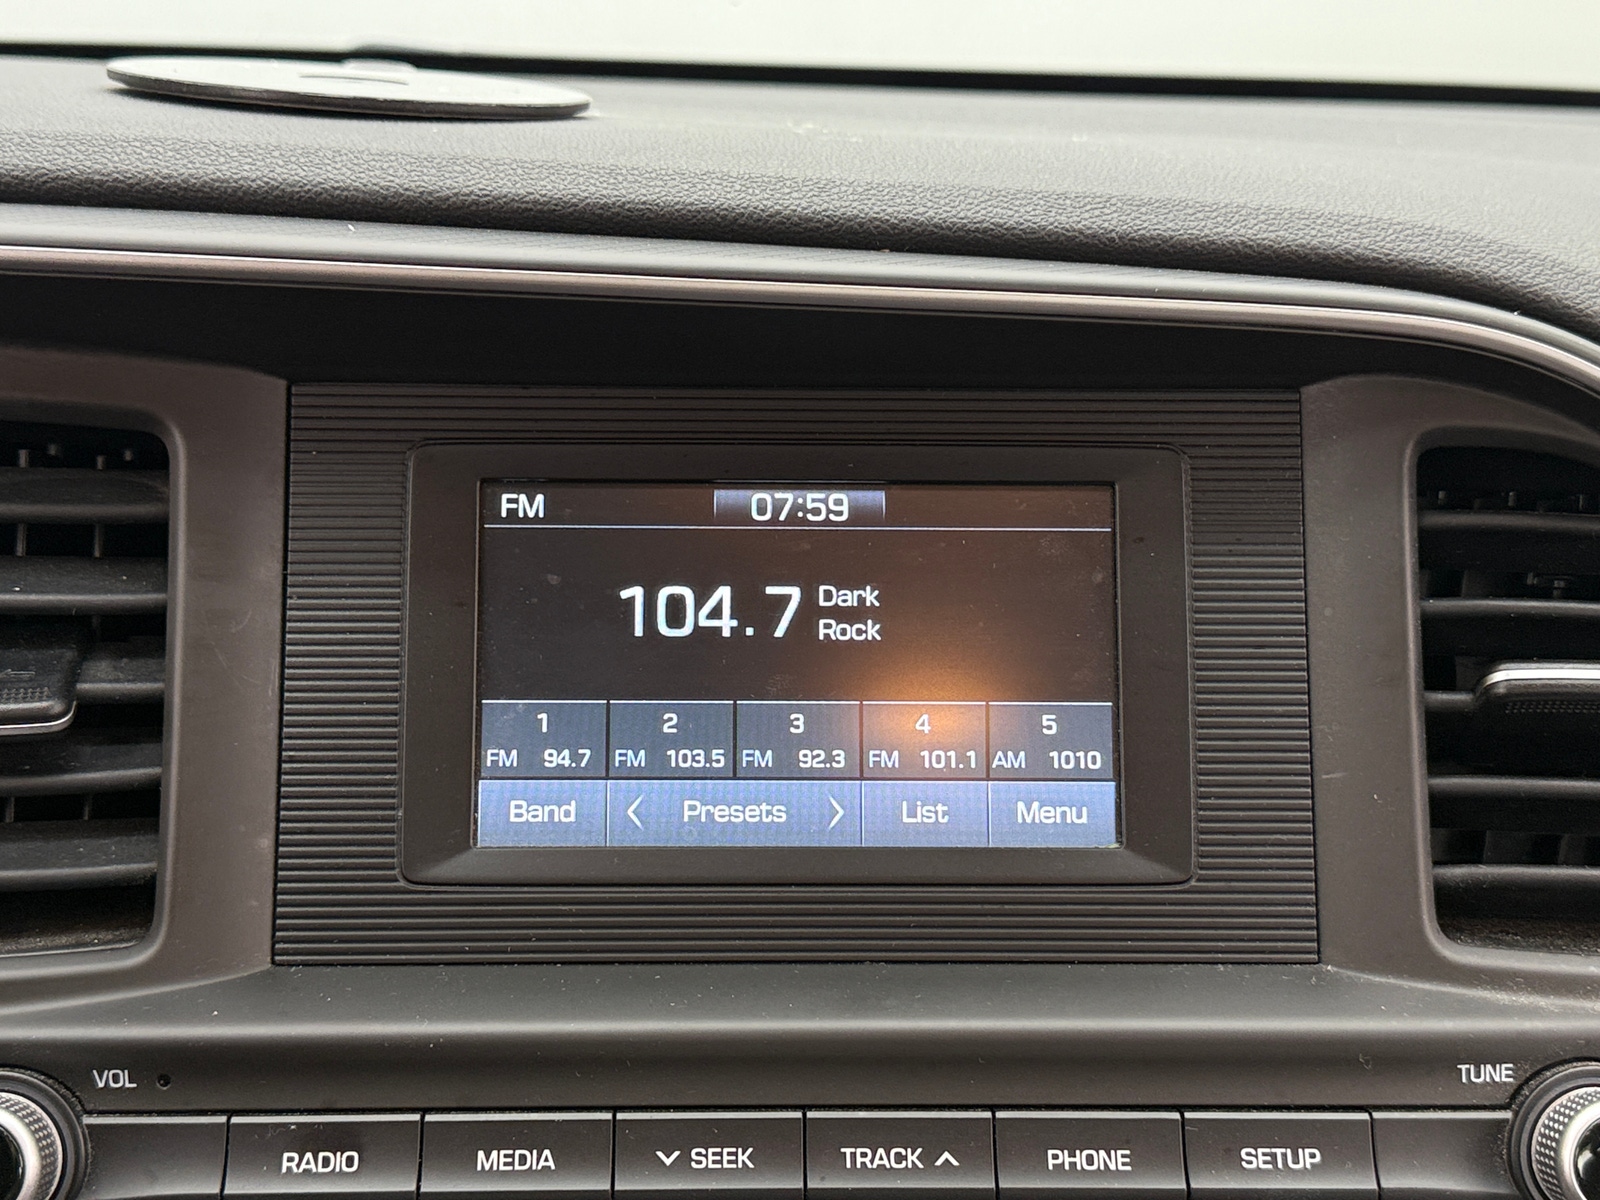 FM 07:59
104.7 Dark
Rock
1 2 3 4 5
FM 94.7 FM 103.5 FM 92.3 FM 101.1 AM 1010
Band < Presets > List Menu
VOL TUNE
RADIO MEDIA SEEK TRACK PHONE SETUP